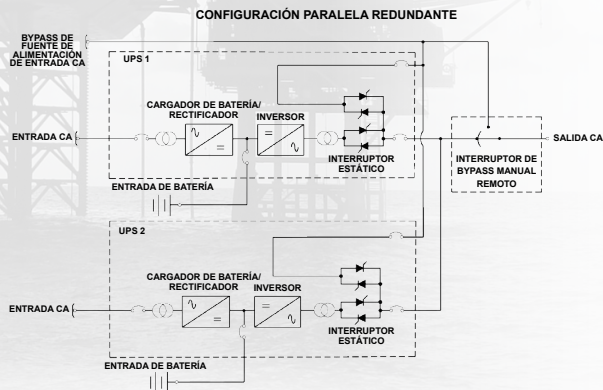 CONFIGURACIÓN PARALELA REDUNDANTE
BYPASS DE
FUENTE DE
ALIMENTACIÓN
DE ENTRADA CA
UPS 1
CARGADOR DE BATERÍA/
RECTIFICADOR
INVERSOR
ENTRADA CA
INTERRUPTOR
ESTÁTICO
ENTRADA DE BATERÍA
SALIDA CA
INTERRUPTOR DE
BYPASS MANUAL
REMOTO
UPS 2
CARGADOR DE BATERÍA/
RECTIFICADOR
INVERSOR
ENTRADA CA
INTERRUPTOR
ESTÁTICO
ENTRADA DE BATERÍA